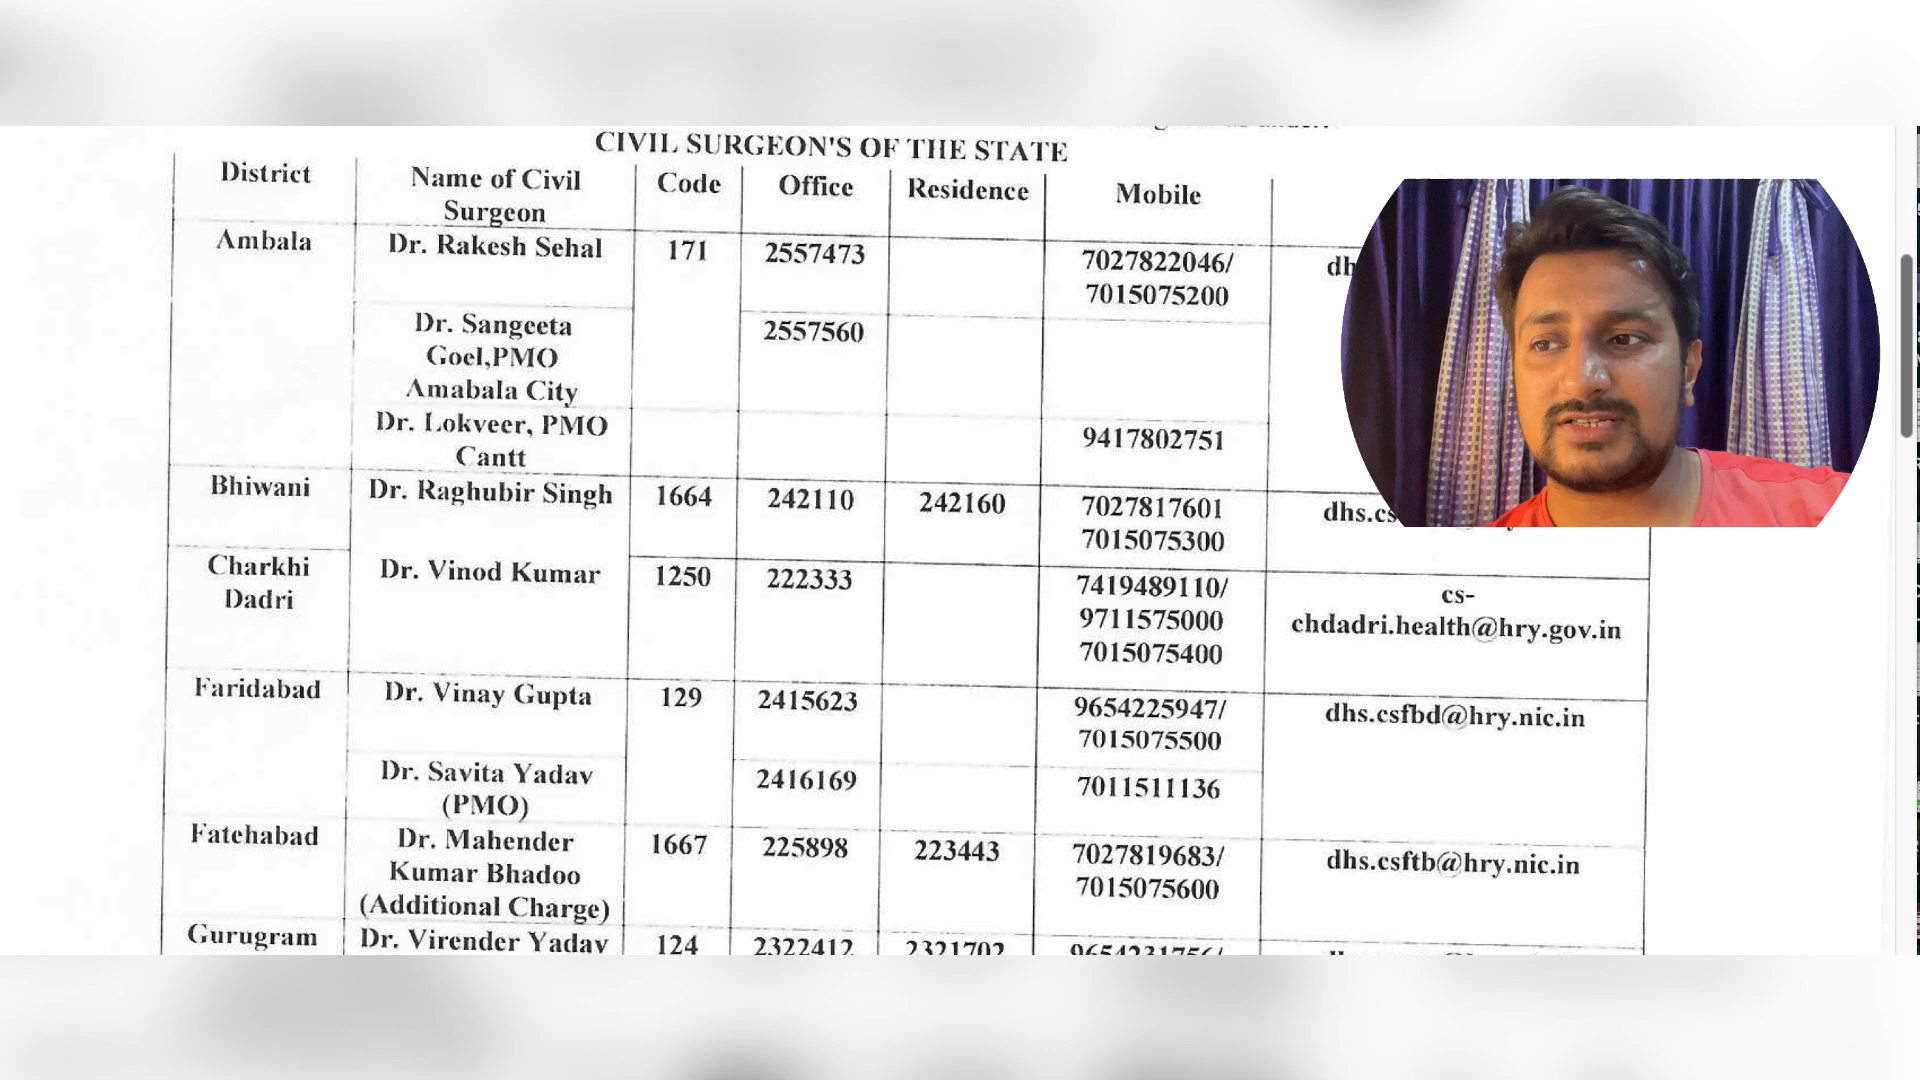 CIVIL SURGEON'S OF THE STATE
District
Name of Civil
Surgeon
Code
Office
Residence
Mobile
Ambala
Dr. Rakesh Sehal
171
2557473
7027822046/
7015075200
Dr. Sangeeta
Goel,PMO
Amabala City
2557560
Dr. Lokveer, PMO
Cantt
9417802751
Bhiwani
Dr. Raghubir Singh
1664
242110
242160
7027817601
7015075300
dhs.cs
Charkhi
Dadri
Dr. Vinod Kumar
1250
222333
7419489110/
9711575000
7015075400
cs-
chdadri.health@hry.gov.in
Faridabad
Dr. Vinay Gupta
129
2415623
9654225947/
7015075500
dhs.csfbd@hry.nic.in
Dr. Savita Yadav
(PMO)
2416169
7011511136
Fatehabad
Dr. Mahender
Kumar Bhadoo
(Additional Charge)
1667
225898
223443
7027819683/
7015075600
dhs.csftb@hry.nic.in
Gurugram
Dr. Virender Yadav
124
2322412
2321702